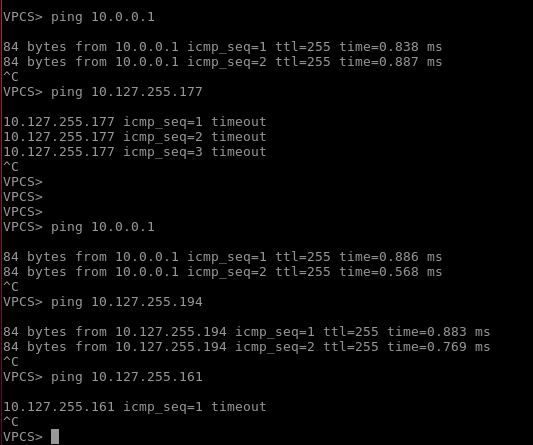 VPCS> ping 10.0.0.1
84 bytes from 10.0.0.1 icmp_seq=1 ttl=255 time=0.838 ms
84 bytes from 10.0.0.1 icmp_seq=2 ttl=255 time=0.887 ms
^C
VPCS> ping 10.127.255.177
10.127.255.177 icmp_seq=1 timeout
10.127.255.177 icmp_seq=2 timeout
10.127.255.177 icmp_seq=3 timeout
^C
VPCS>
VPCS>
VPCS>
VPCS> ping 10.0.0.1
84 bytes from 10.0.0.1 icmp_seq=1 ttl=255 time=0.886 ms
84 bytes from 10.0.0.1 icmp_seq=2 ttl=255 time=0.568 ms
^C
VPCS> ping 10.127.255.194
84 bytes from 10.127.255.194 icmp_seq=1 ttl=255 time=0.883 ms
84 bytes from 10.127.255.194 icmp_seq=2 ttl=255 time=0.769 ms
^C
VPCS> ping 10.127.255.161
10.127.255.161 icmp_seq=1 timeout
^C
VPCS>